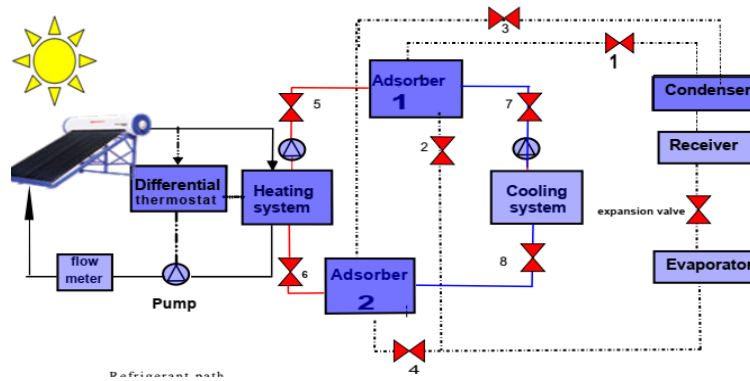 3
1
Adsorber
1
5
7
2
Condenser
Receiver
Differential
thermostat
Heating
system
Cooling
system
expansion valve
flow
meter
Pump
6
Adsorber
2
8
Evaporator
4
Refrigerant path